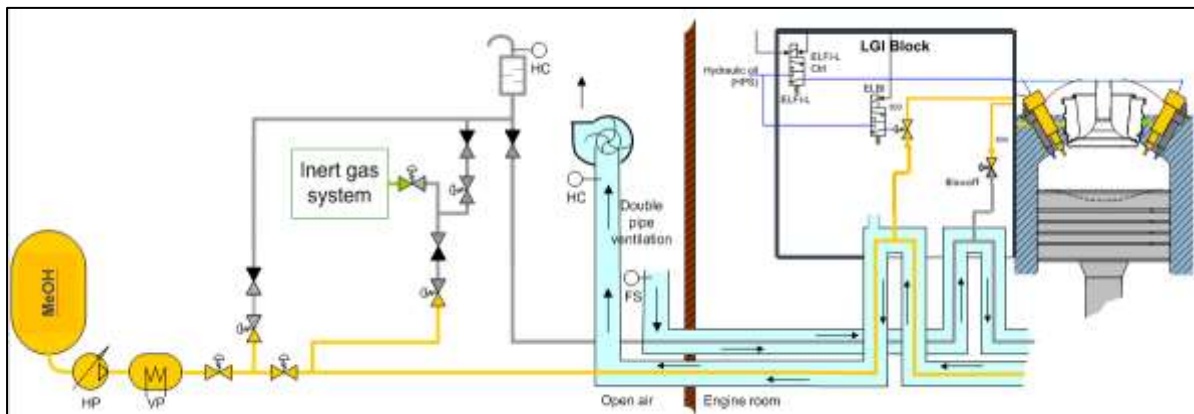 LGI Block
HC
ELFI-L
Ctrl
Hydraulic oil
(HPS)
ELFI-L
ELBI
Inert gas
system
HC
Double
pipe
ventilation
Blowoff
FS
MeOH
HP
VP
Open air
Engine room